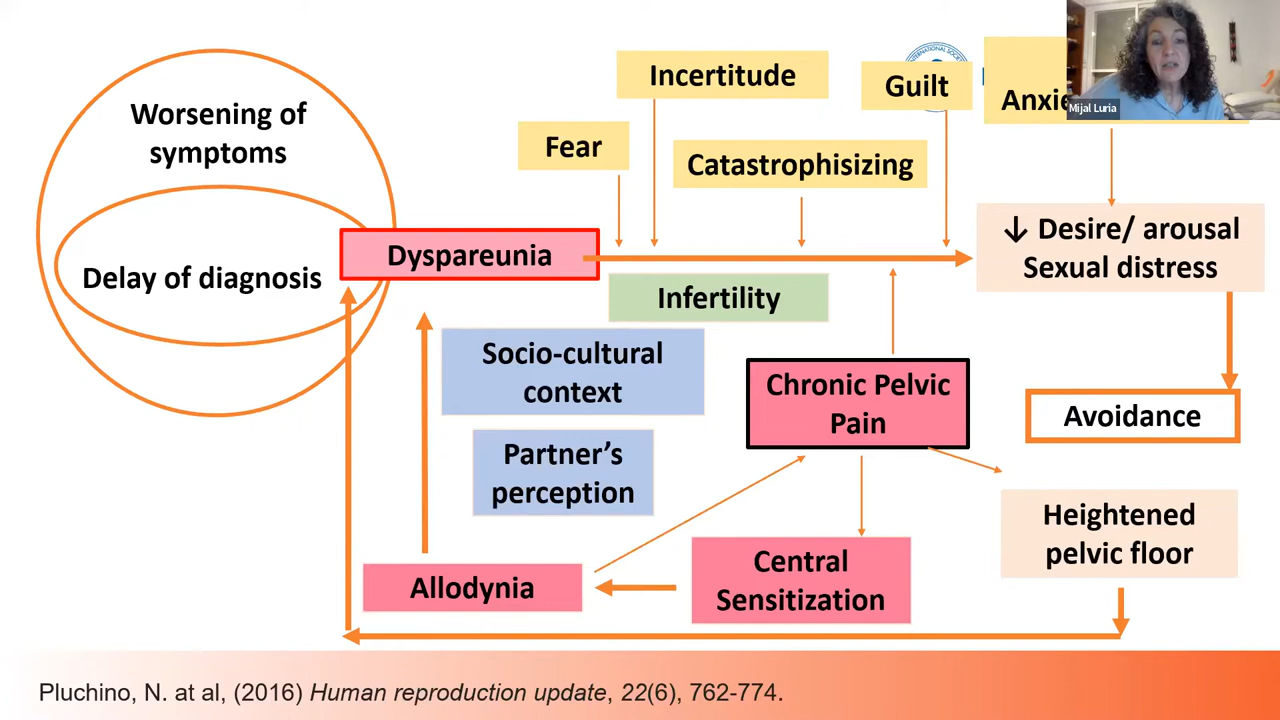 Worsening of
symptoms
Delay of diagnosis
Dyspareunia
Fear
Incertitude
Catastrophisizing
Guilt
Mijal Luria
↓ Desire/ arousal
Sexual distress
Infertility
Socio-cultural
context
Partner's
perception
Chronic Pelvic
Pain
Avoidance
Heightened
pelvic floor
Central
Sensitization
Allodynia
Pluchino, N. at al, (2016) Human reproduction update, 22(6), 762-774.